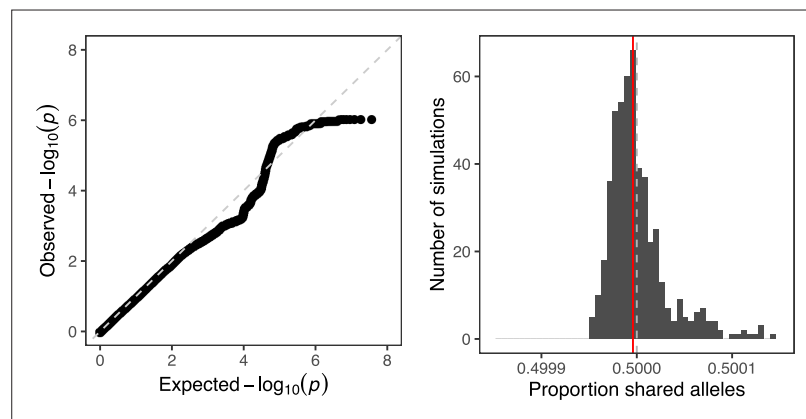 8
6
4
2
0
Observed −log10(p)
0 2 4 6 8
Expected −log10(p)
60
40
20
0
Number of simulations
0.4999 0.5000 0.5001
Proportion shared alleles